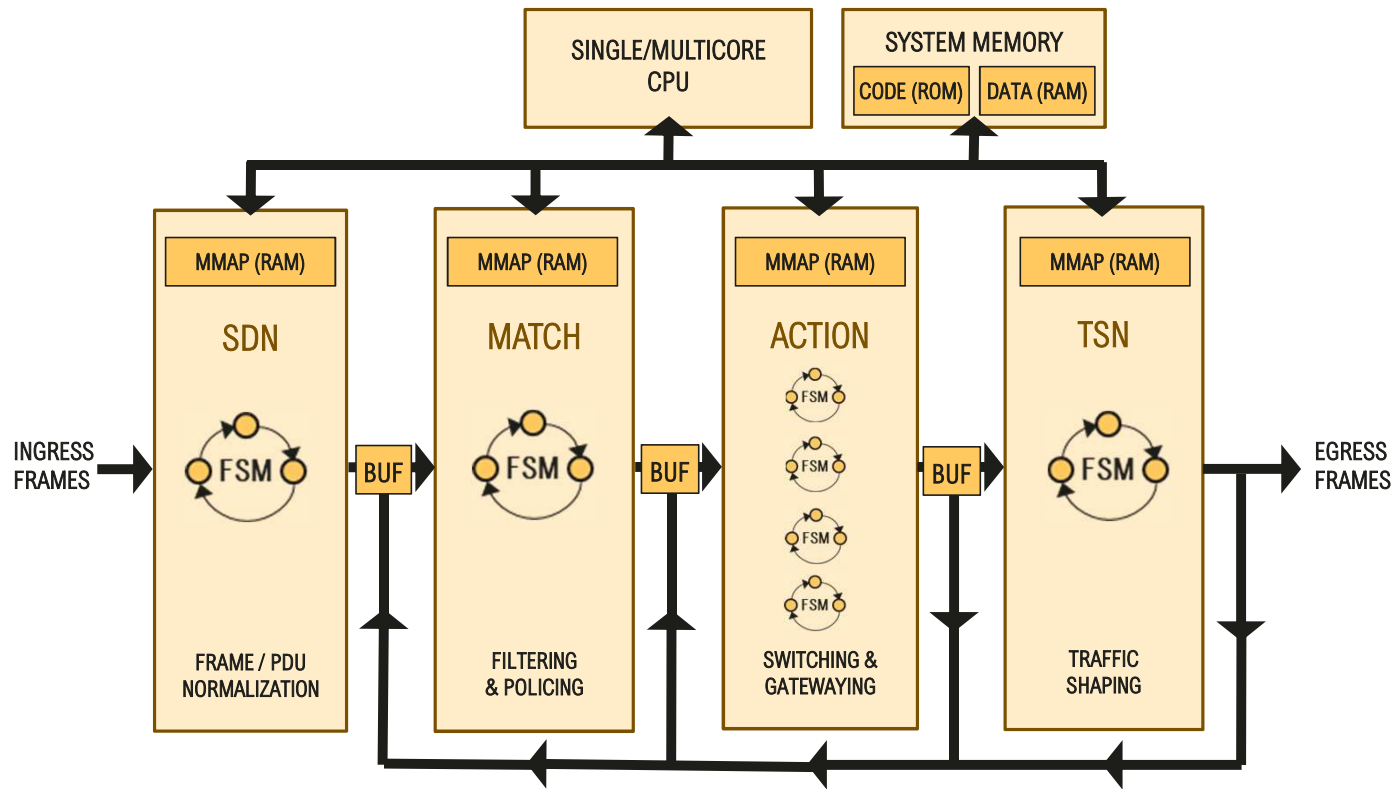 SINGLE/MULTICORE
CPU
SYSTEM MEMORY
CODE (ROM)
DATA (RAM)
MMAP (RAM)
MMAP (RAM)
MMAP (RAM)
MMAP (RAM)
SDN
MATCH
ACTION
TSN
INGRESS
FRAMES
FSM
BUF
FSM
BUF
FSM
FSM
FSM
FSM
BUF
FSM
EGRESS
FRAMES
FRAME / PDU
NORMALIZATION
FILTERING
& POLICING
SWITCHING &
GATEWAYING
TRAFFIC
SHAPING